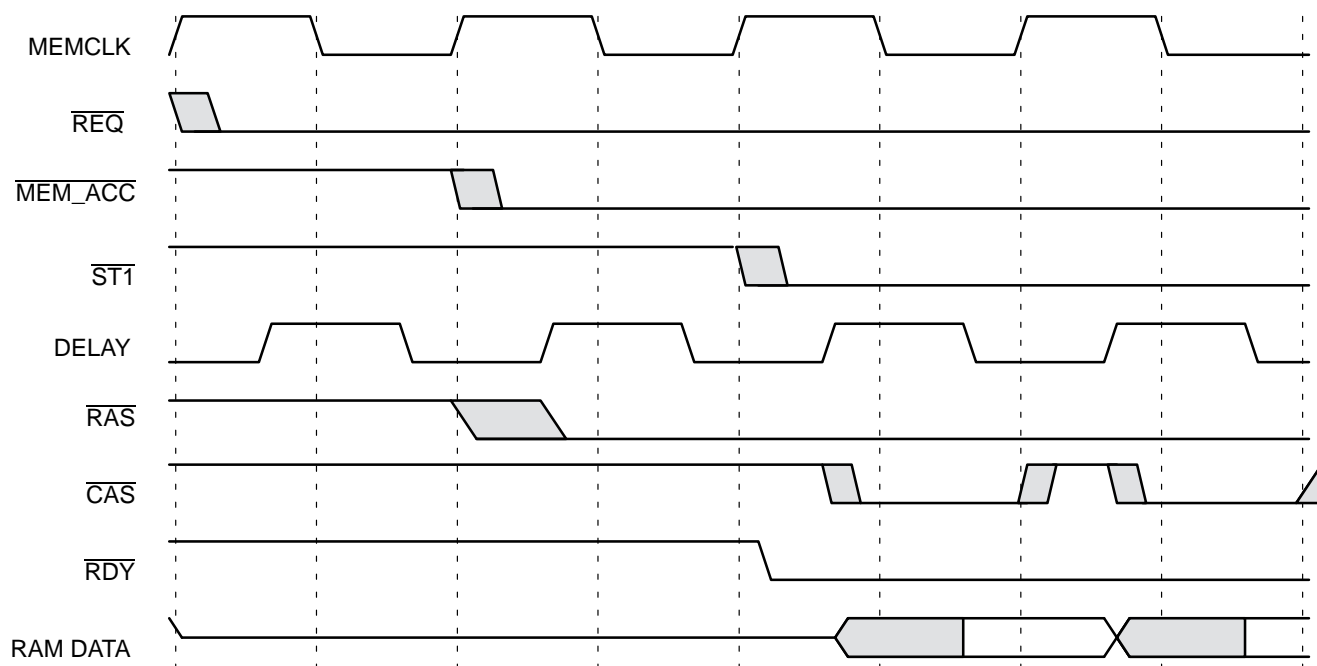 MEMCLK
REQ
MEM_ACC
ST1
DELAY
RAS
CAS
RDY
RAM DATA